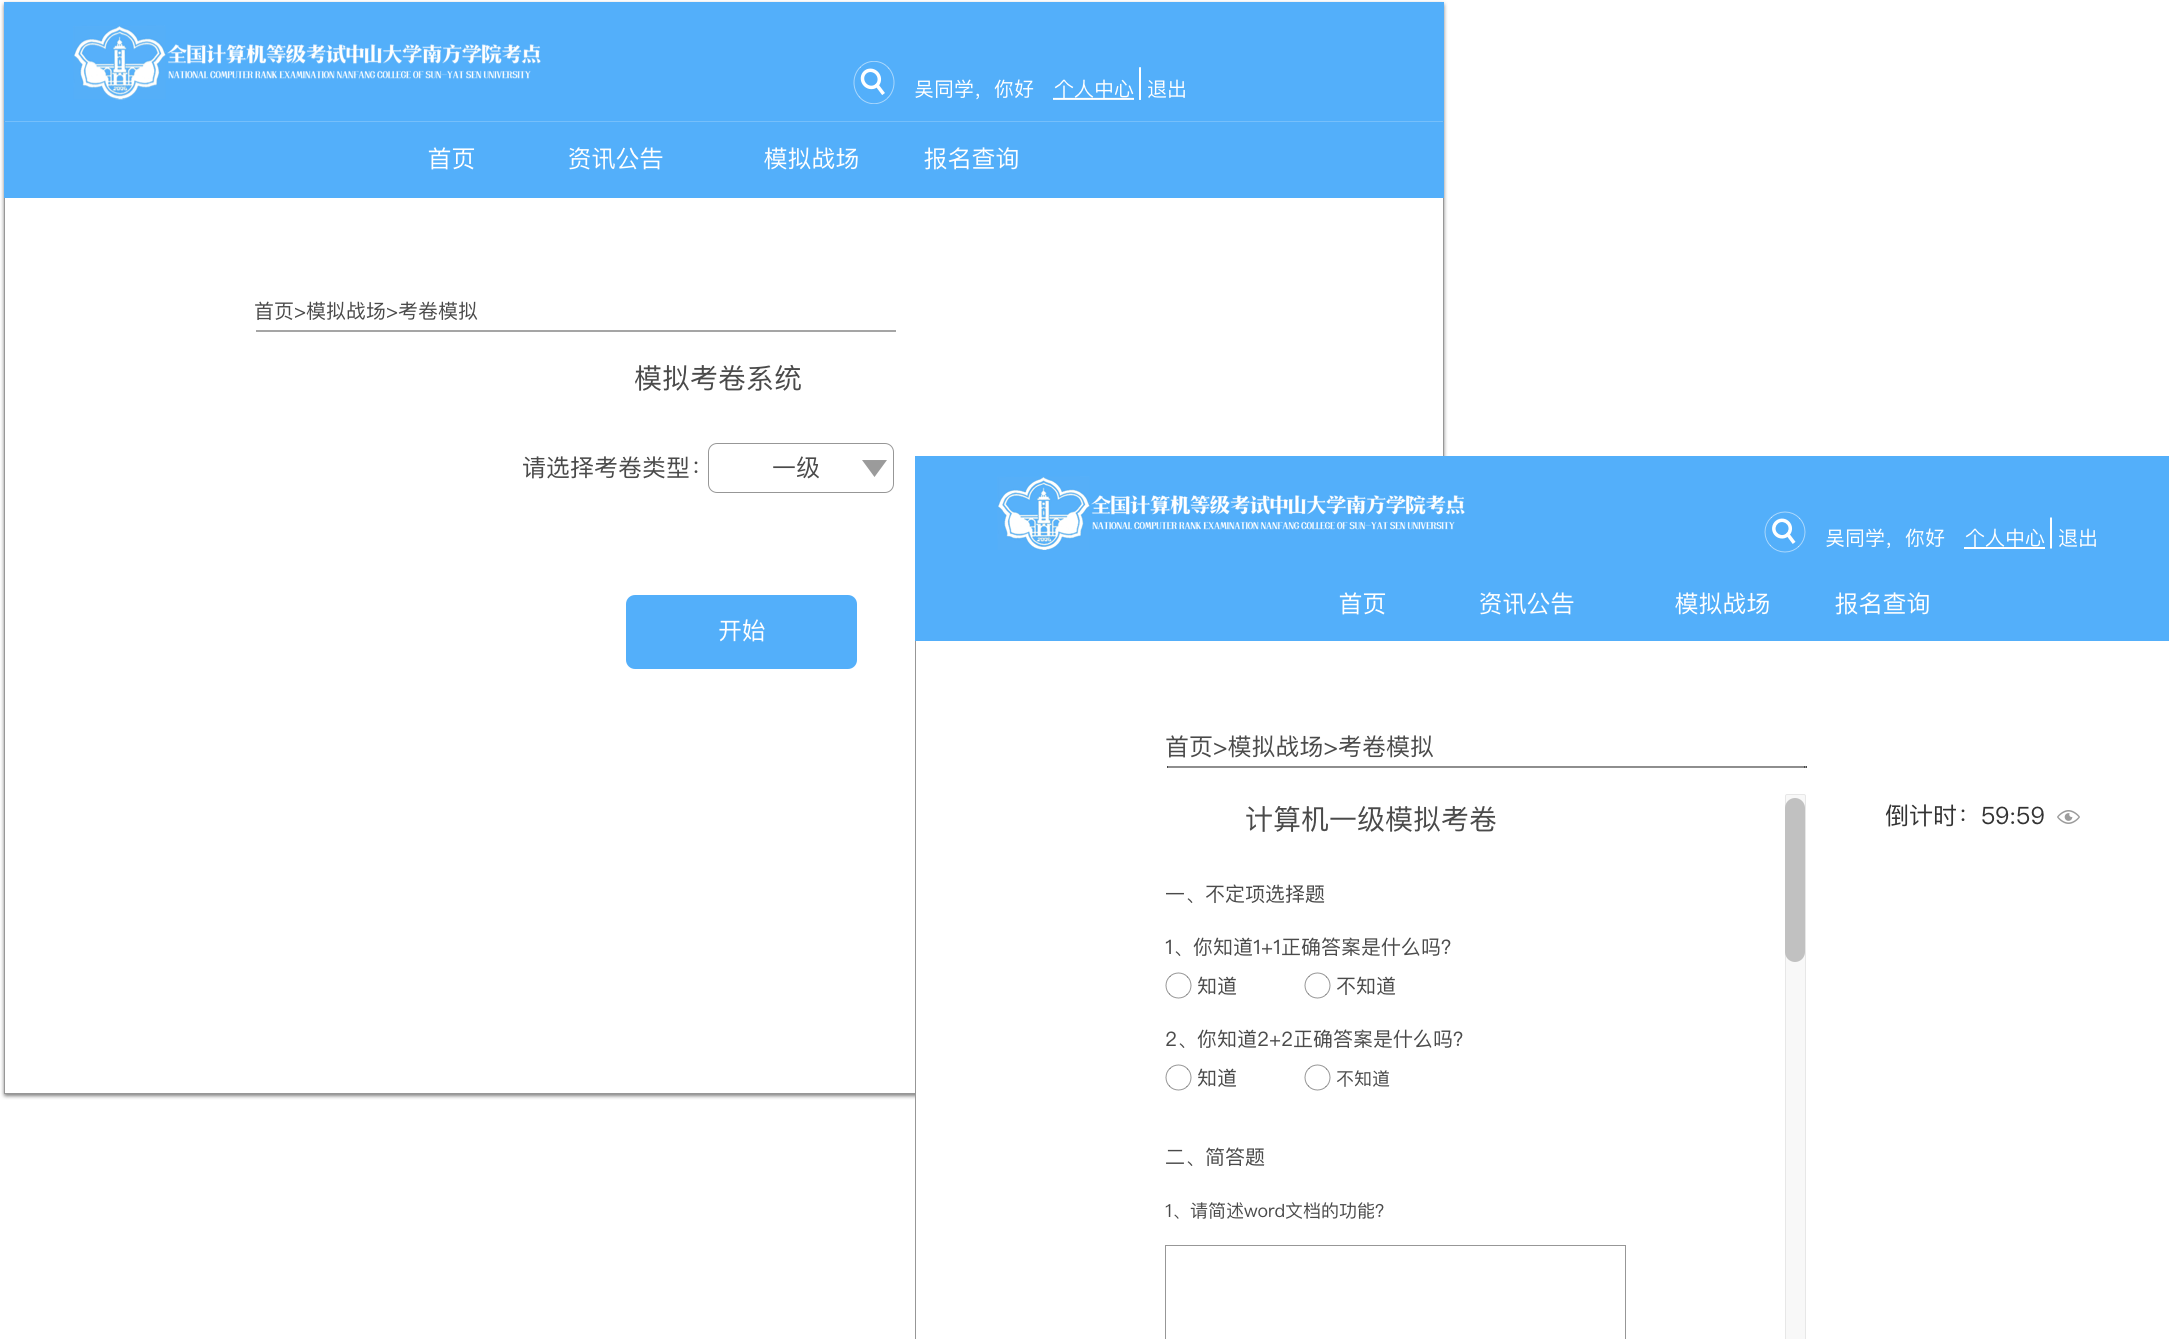 全国计算机等级考试中山大学南方学院考点
NATIONAL COMPUTER RANK EXAMINATION NANFANG COLLEGE OF SUN-YAT SEN UNIVERSITY
吴同学，你好 个人中心 退出
首页 资讯公告 模拟战场 报名查询
首页>模拟战场>考卷模拟
模拟考卷系统
请选择考卷类型： 一级
开始
全国计算机等级考试中山大学南方学院考点
NATIONAL COMPUTER RANK EXAMINATION NANFANG COLLEGE OF SUN-YAT SEN UNIVERSITY
吴同学，你好 个人中心 退出
首页 资讯公告 模拟战场 报名查询
首页>模拟战场>考卷模拟
计算机一级模拟考卷
倒计时：59:59
一、不定项选择题
1、你知道1+1正确答案是什么吗?
知道 不知道
2、你知道2+2正确答案是什么吗?
知道 不知道
二、简答题
1、请简述word文档的功能?